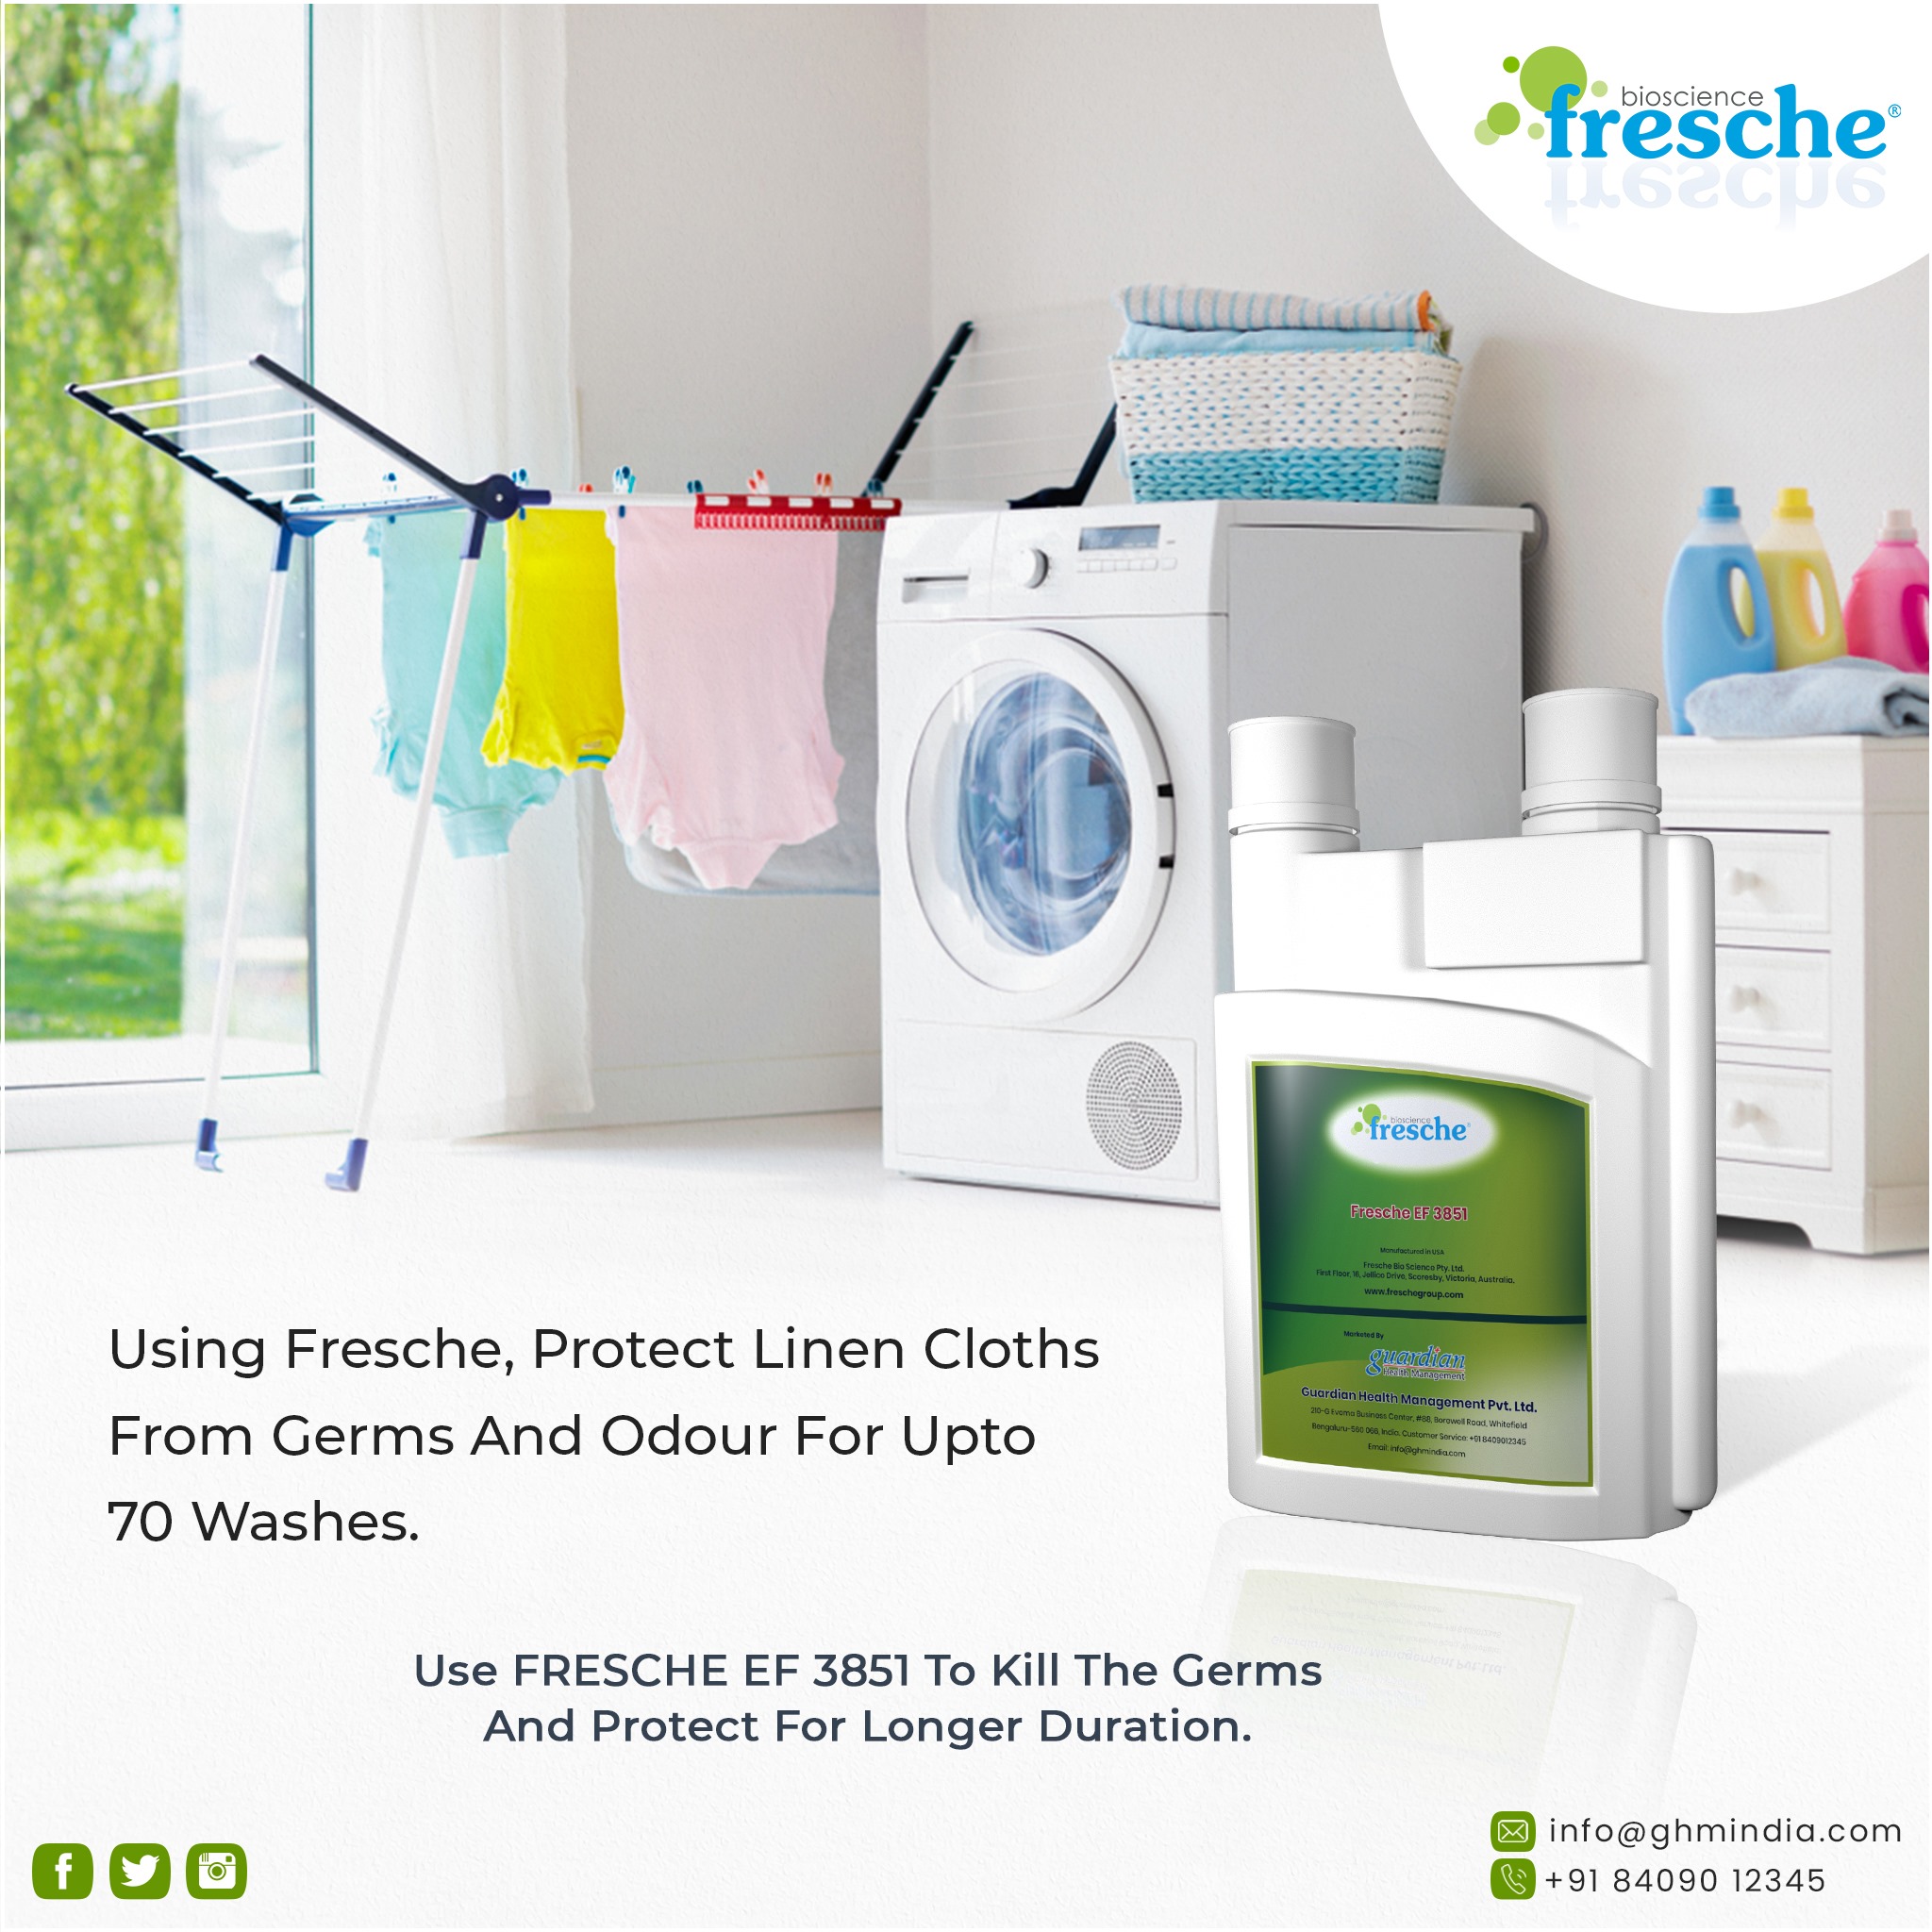 bioscience
fresche®
bioscience
fresche
Fresche EF 3851
Manufactured in USA
Fresche Bio Science Pty. Ltd.
First Floor, 16, Jellico Drive, Scoresby, Victoria, Australia.
www.freschegroup.com
Marketed By
guardian
Health Management
Guardian Health Management Pvt. Ltd.
210-G Business Center, #88, Borewell Road, Whitefield
Bengaluru-560 066, India. Customer Service: +91 8409012345
Email: info@ghmindia.com
Using Fresche, Protect Linen Cloths
From Germs And Odour For Upto
70 Washes.
Use FRESCHE EF 3851 To Kill The Germs
And Protect For Longer Duration.
info@ghmindia.com
+91 84090 12345